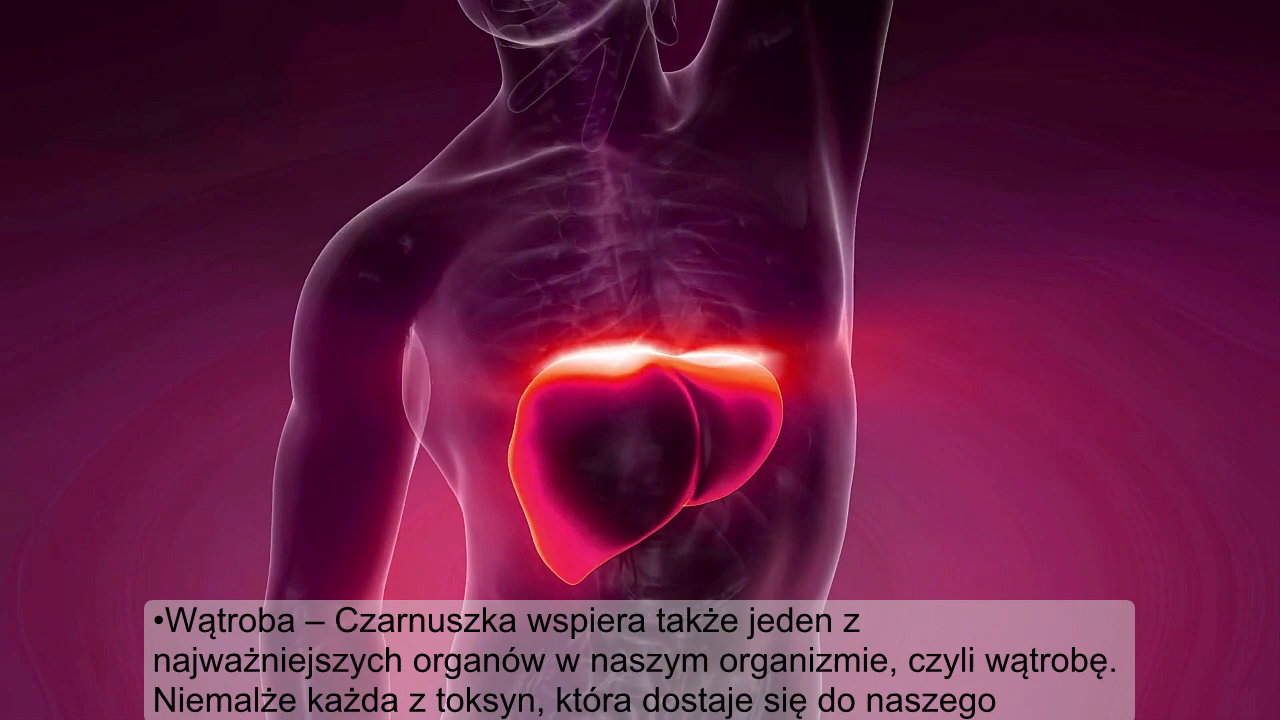 •Wątroba – Czarnuszka wspiera także jeden z
najważniejszych organów w naszym organizmie, czyli wątrobę.
Niemalże każda z toksyn, która dostaje się do naszego